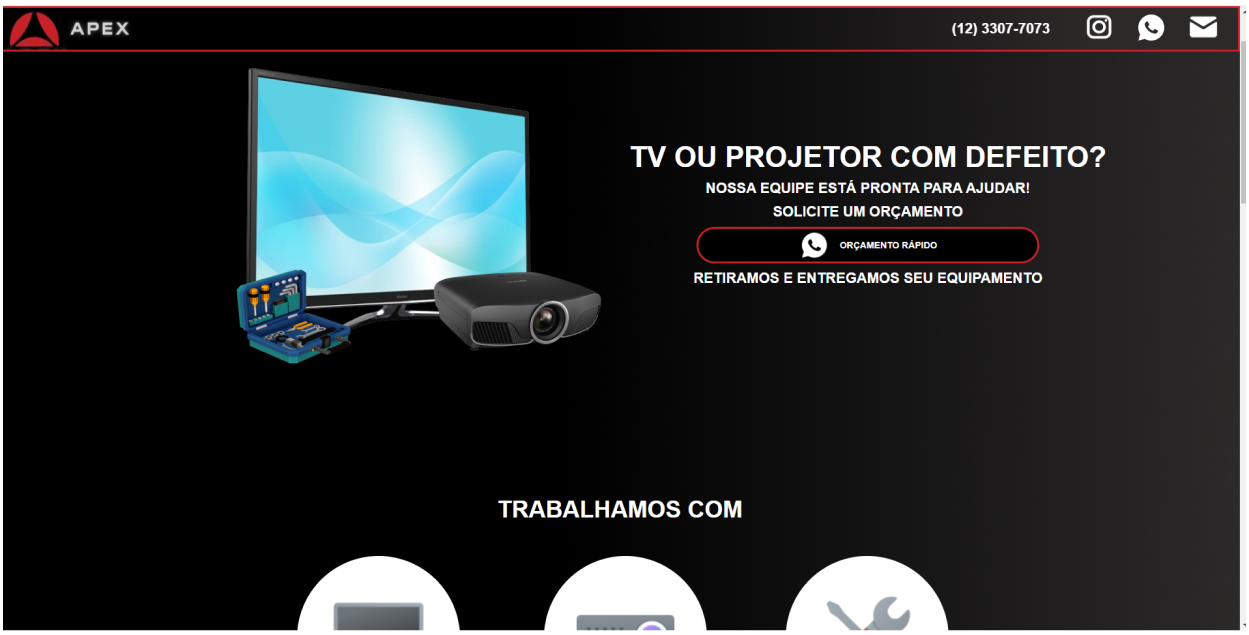 APEX
(12) 3307-7073
TV OU PROJETOR COM DEFEITO?
NOSSA EQUIPE ESTÁ PRONTA PARA AJUDAR!
SOLICITE UM ORÇAMENTO
ORÇAMENTO RÁPIDO
RETIRAMOS E ENTREGAMOS SEU EQUIPAMENTO
TRABALHAMOS COM